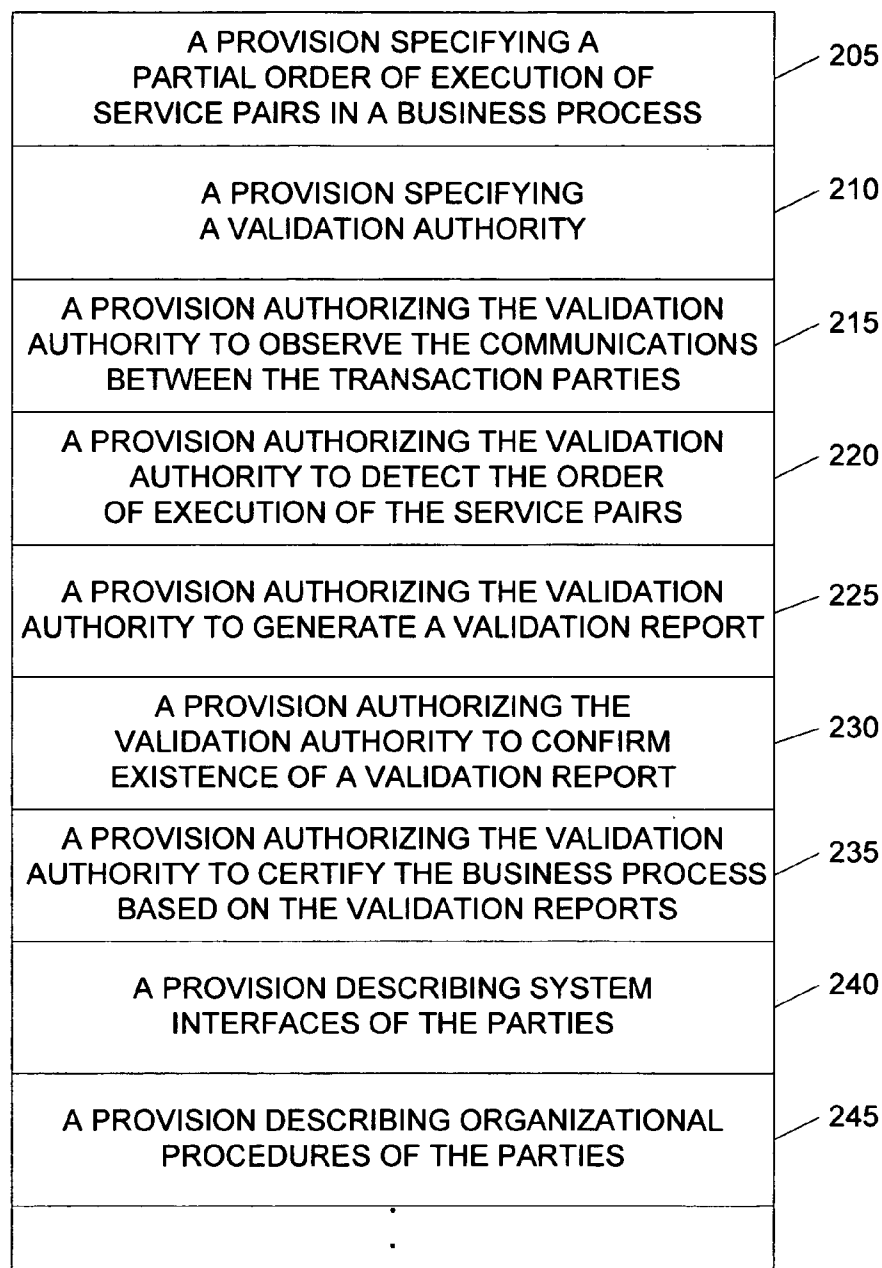 A PROVISION SPECIFYING A
PARTIAL ORDER OF EXECUTION OF
SERVICE PAIRS IN A BUSINESS PROCESS
205
A PROVISION SPECIFYING
A VALIDATION AUTHORITY
210
A PROVISION AUTHORIZING THE VALIDATION
AUTHORITY TO OBSERVE THE COMMUNICATIONS
BETWEEN THE TRANSACTION PARTIES
215
A PROVISION AUTHORIZING THE VALIDATION
AUTHORITY TO DETECT THE ORDER
OF EXECUTION OF THE SERVICE PAIRS
220
A PROVISION AUTHORIZING THE VALIDATION
AUTHORITY TO GENERATE A VALIDATION REPORT
225
A PROVISION AUTHORIZING THE
VALIDATION AUTHORITY TO CONFIRM
EXISTENCE OF A VALIDATION REPORT
230
A PROVISION AUTHORIZING THE VALIDATION
AUTHORITY TO CERTIFY THE BUSINESS PROCESS
BASED ON THE VALIDATION REPORTS
235
A PROVISION DESCRIBING SYSTEM
INTERFACES OF THE PARTIES
240
A PROVISION DESCRIBING ORGANIZATIONAL
PROCEDURES OF THE PARTIES
245